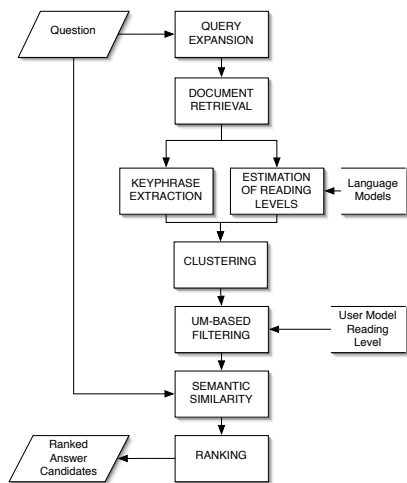 Question
QUERY
EXPANSION
DOCUMENT
RETRIEVAL
KEYPHRASE
EXTRACTION
ESTIMATION
OF READING
LEVELS
Language
Models
CLUSTERING
UM-BASED
FILTERING
User Model
Reading
Level
SEMANTIC
SIMILARITY
Ranked
Answer
Candidates
RANKING